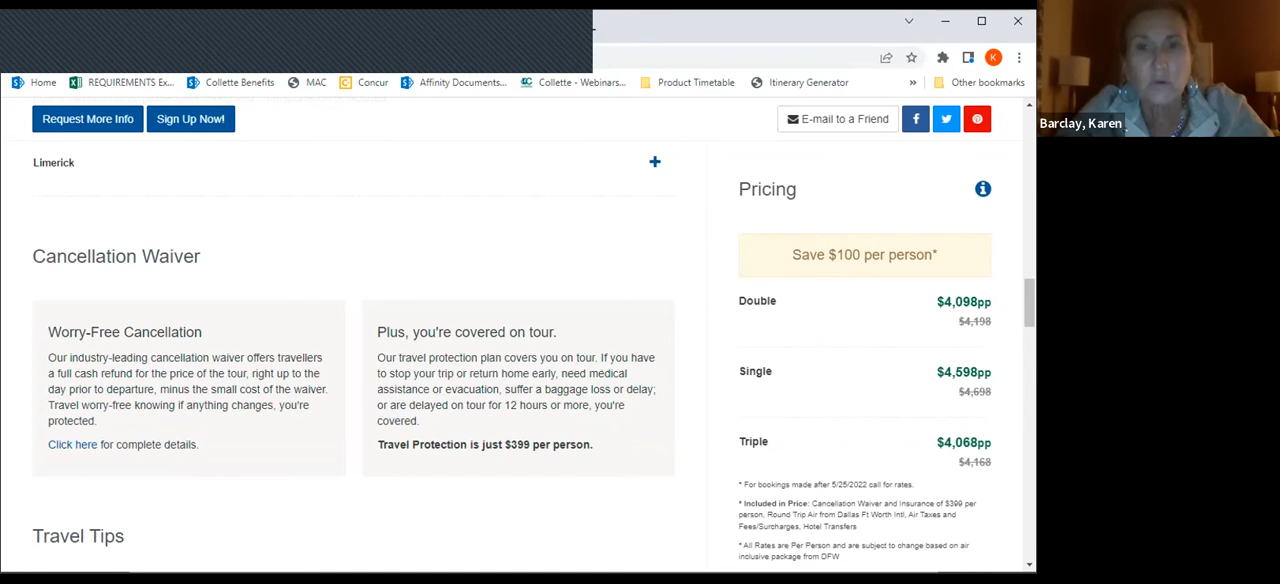 K
Home
REQUIREMENTS Ex...
Collette Benefits
MAC
Concur
Affinity Documents...
Collette - Webinars...
Product Timetable
Itinerary Generator
»
Other bookmarks
Request More Info
Sign Up Now!
E-mail to a Friend
Barclay, Karen
Limerick
Cancellation Waiver
Worry-Free Cancellation
Our industry-leading cancellation waiver offers travellers
a full cash refund for the price of the tour, right up to the
day prior to departure, minus the small cost of the waiver.
Travel worry-free knowing if anything changes, you're
protected.
Click here for complete details.
Plus, you're covered on tour.
Our travel protection plan covers you on tour. If you have
to stop your trip or return home early, need medical
assistance or evacuation, suffer a baggage loss or delay;
or are delayed on tour for 12 hours or more, you're
covered.
Travel Protection is just $399 per person.
Travel Tips
Pricing
Save $100 per person*
Double
$4,098pp
$4,198
Single
$4,598pp
$4,698
Triple
$4,068pp
$4,168
* For bookings made after 5/25/2022 call for rates.
* Included in Price: Cancellation Waiver and Insurance of $399 per
person, Round Trip Air from Dallas Ft Worth Intl, Air Taxes and
Fees/Surcharges, Hotel Transfers
* All Rates are Per Person and are subject to change based on air
inclusive package from DFW